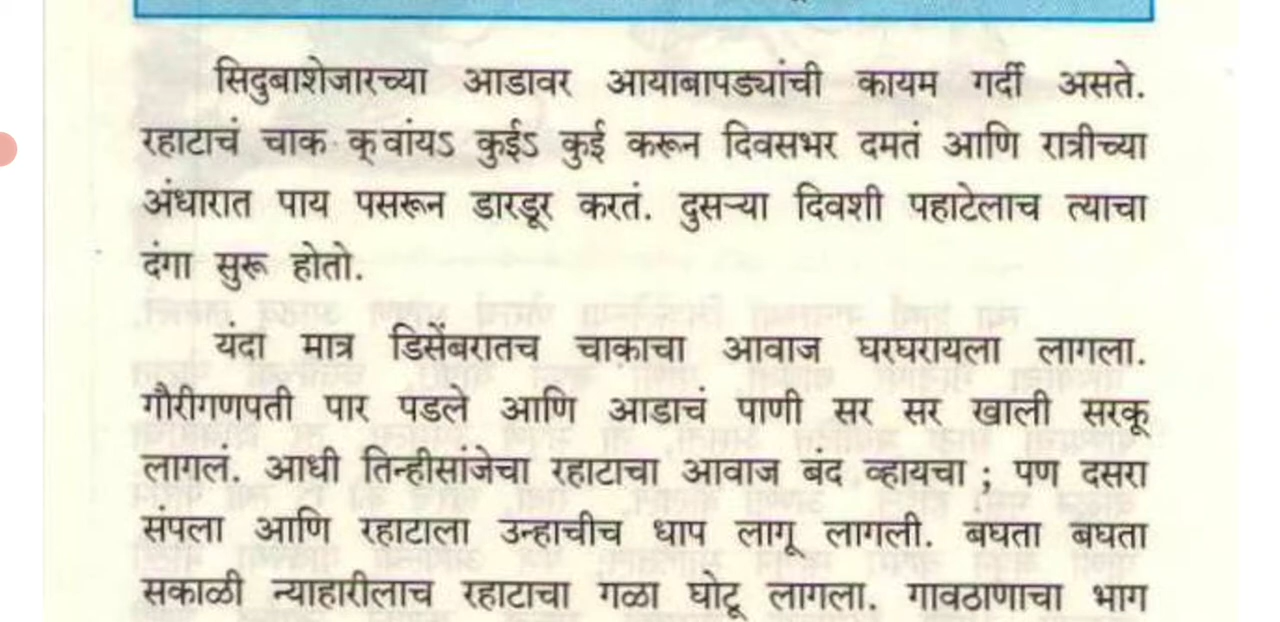 सिदुबाशेजारच्या आडावर आयाबापड्यांची कायम गर्दी असते.
रहाटाचं चाक क्वांयऽ कुईऽ कुई करून दिवसभर दमतं आणि रात्रीच्या
अंधारात पाय पसरून डारडूर करतं. दुसऱ्या दिवशी पहाटेलाच त्याचा
दंगा सुरू होतो.
यंदा मात्र डिसेंबरातच चाकाचा आवाज घरघरायला लागला.
गौरीगणपती पार पडले आणि आडाचं पाणी सर सर खाली सरकू
लागलं. आधी तिन्हीसांजेचा रहाटाचा आवाज बंद व्हायचा ; पण दसरा
संपला आणि रहाटाला उन्हाचीच धाप लागू लागली. बघता बघता
सकाळी न्याहारीलाच रहाटाचा गळा घोटू लागला. गावठाणाचा भाग